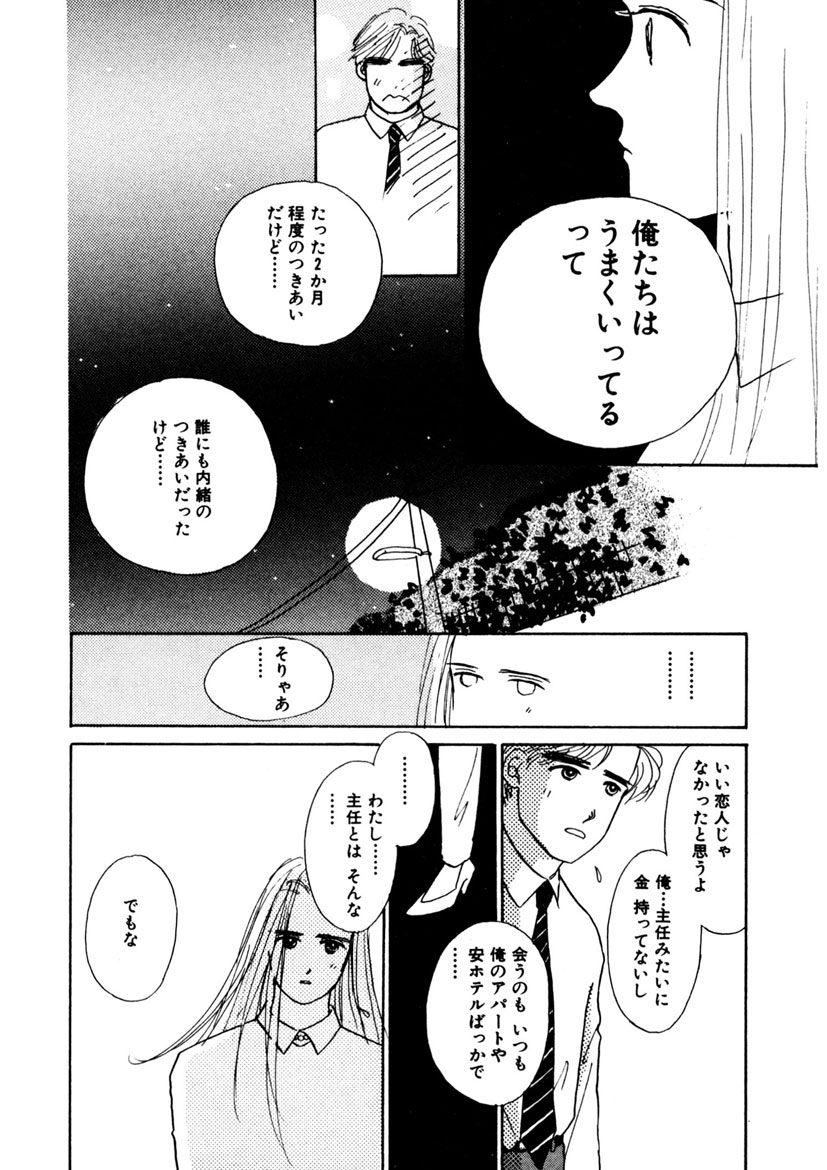 俺たちは
うまくいってる
って
たった2か月
程度のつきあい
だけど……
誰にも内緒の
つきあいだった
けど……
………
………
そりゃあ
……
いい恋人じゃ
なかったと思うよ
俺…主任みたいに
金 持ってないし
会うのも いつも
俺のアパートや
安ホテルばっかで
……
………
わたし……
主任とは そんな
……
でもな